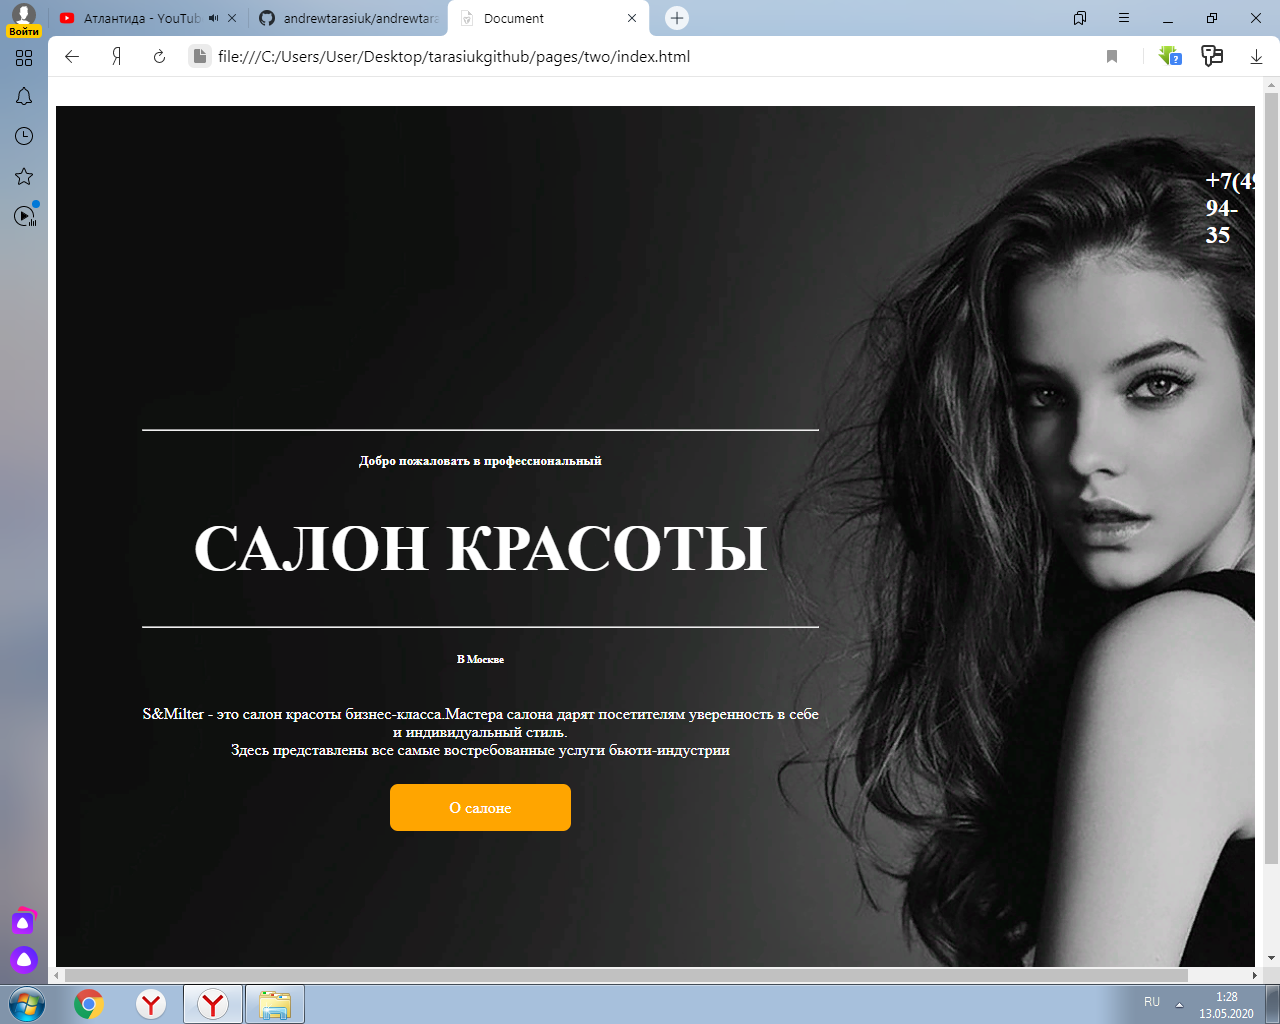 Атлантида - YouTub
andrewtarasiuk/andrewtara
Document
Войти
file:///C:/Users/User/Desktop/tarasiukgithub/pages/two/index.html
+7(49
94-
35
Добро пожаловать в профессиональный
САЛОН КРАСОТЫ
В Москве
S&Milter - это салон красоты бизнес-класса.Мастера салона дарят посетителям уверенность в себе
и индивидуальный стиль.
Здесь представлены все самые востребованные услуги бьюти-индустрии
О салоне
RU
1:28
13.05.2020